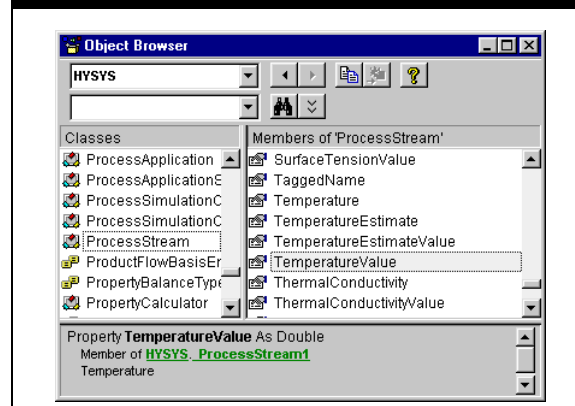 Object Browser
HYSYS
Classes
Members of 'ProcessStream'
ProcessApplication
SurfaceTensionValue
ProcessApplicationS
TaggedName
ProcessSimulationC
Temperature
ProcessSimulationC
TemperatureEstimate
ProcessStream
TemperatureEstimateValue
ProductFlowBasisEr
TemperatureValue
PropertyBalanceType
ThermalConductivity
PropertyCalculator
ThermalConductivityValue
Property TemperatureValue As Double
Member of HYSYS._ProcessStream1
Temperature